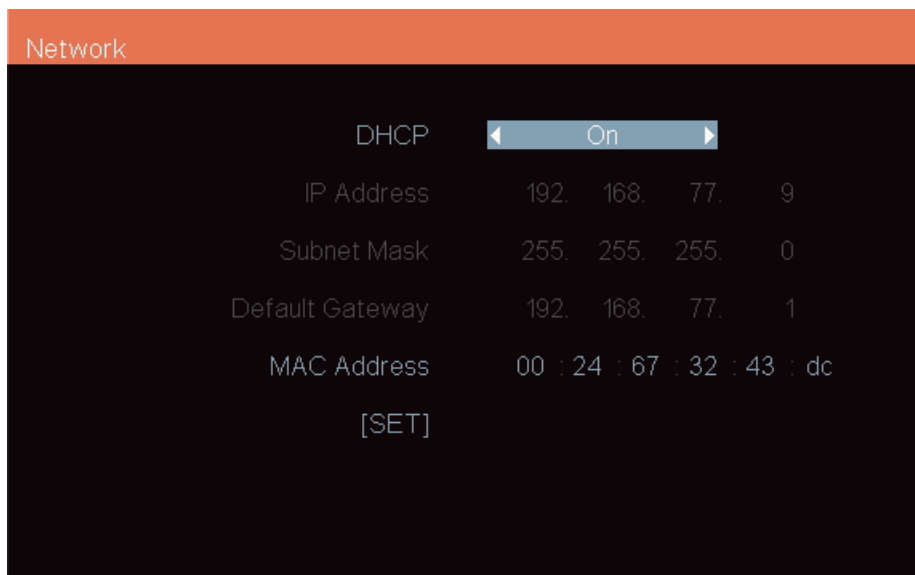 Network
DHCP On
IP Address 192. 168. 77. 9
Subnet Mask 255. 255. 255. 0
Default Gateway 192. 168. 77. 1
MAC Address 00 : 24 : 67 : 32 : 43 : dc
[SET]